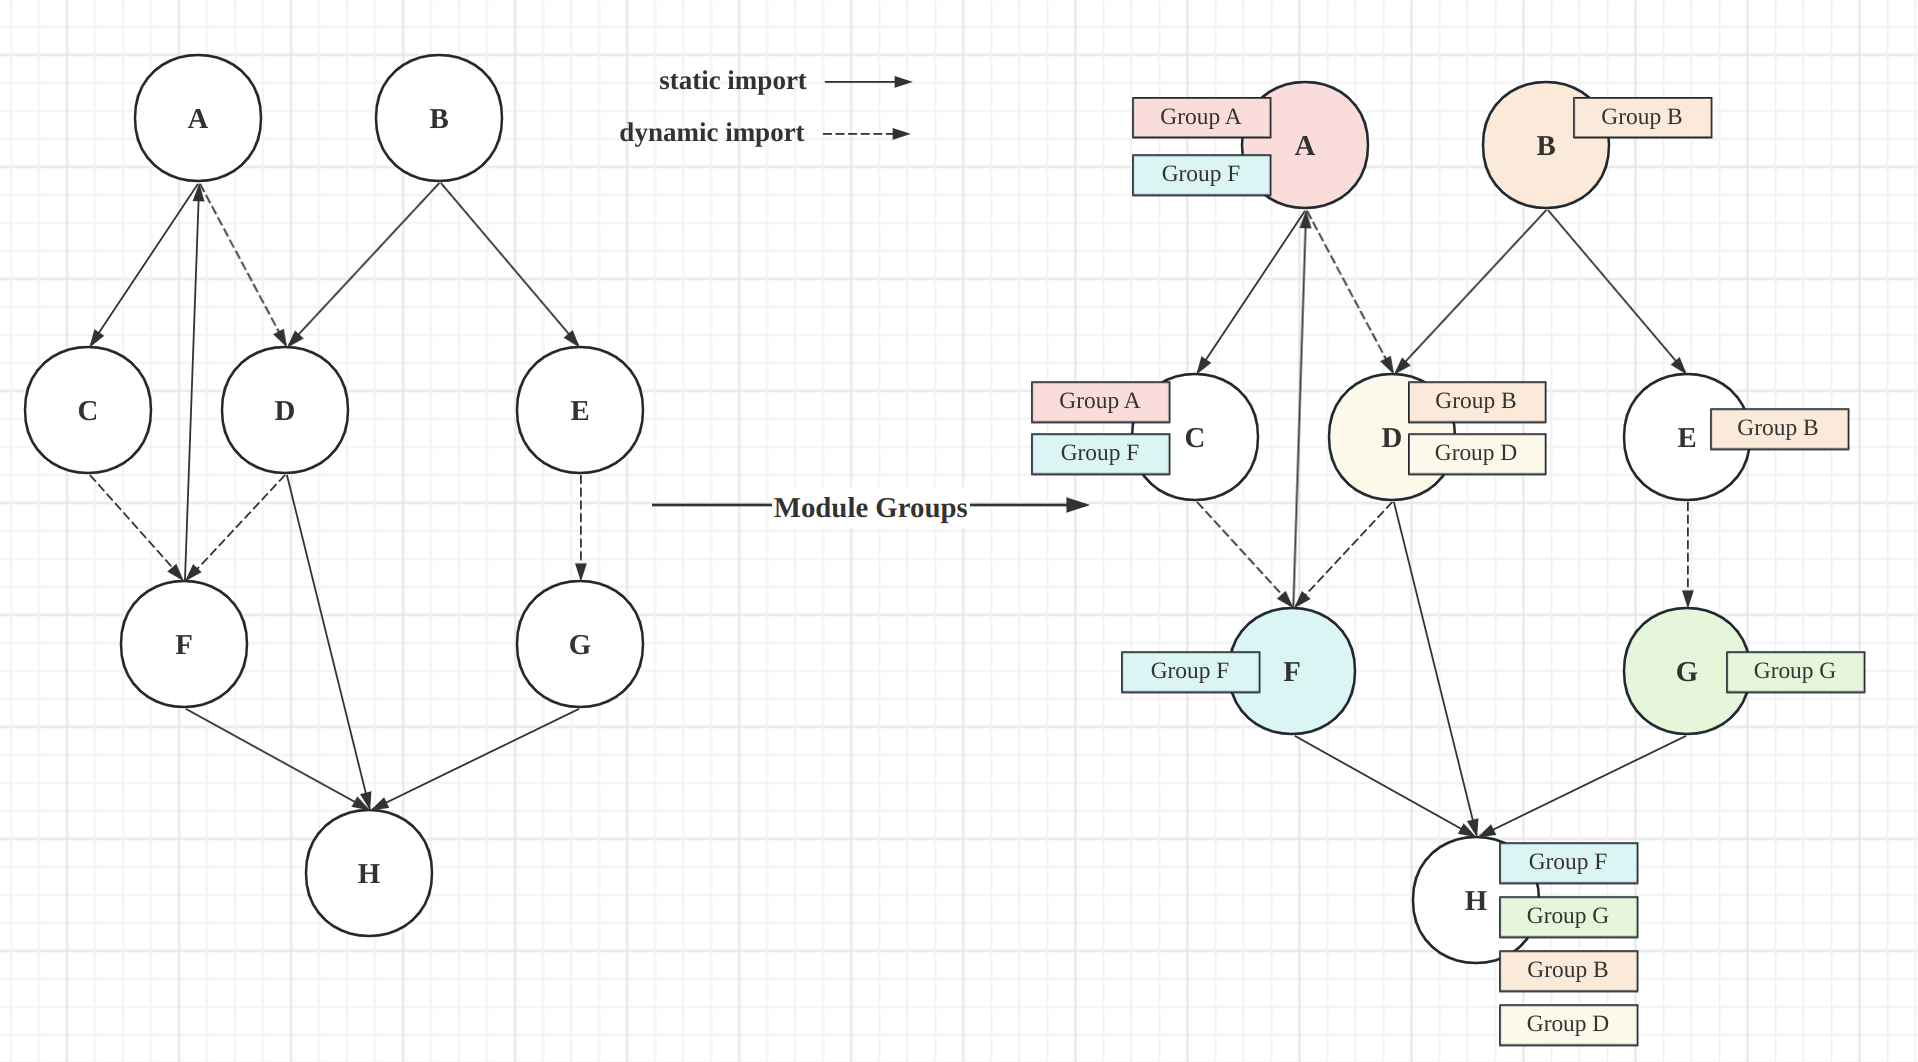 A
B
static import
dynamic import
C
D
E
F
G
H
Module Groups
Group A
Group F
A
B
Group B
Group A
Group F
C
D
Group B
Group D
E
Group B
Group F
F
G
Group G
H
Group F
Group G
Group B
Group D